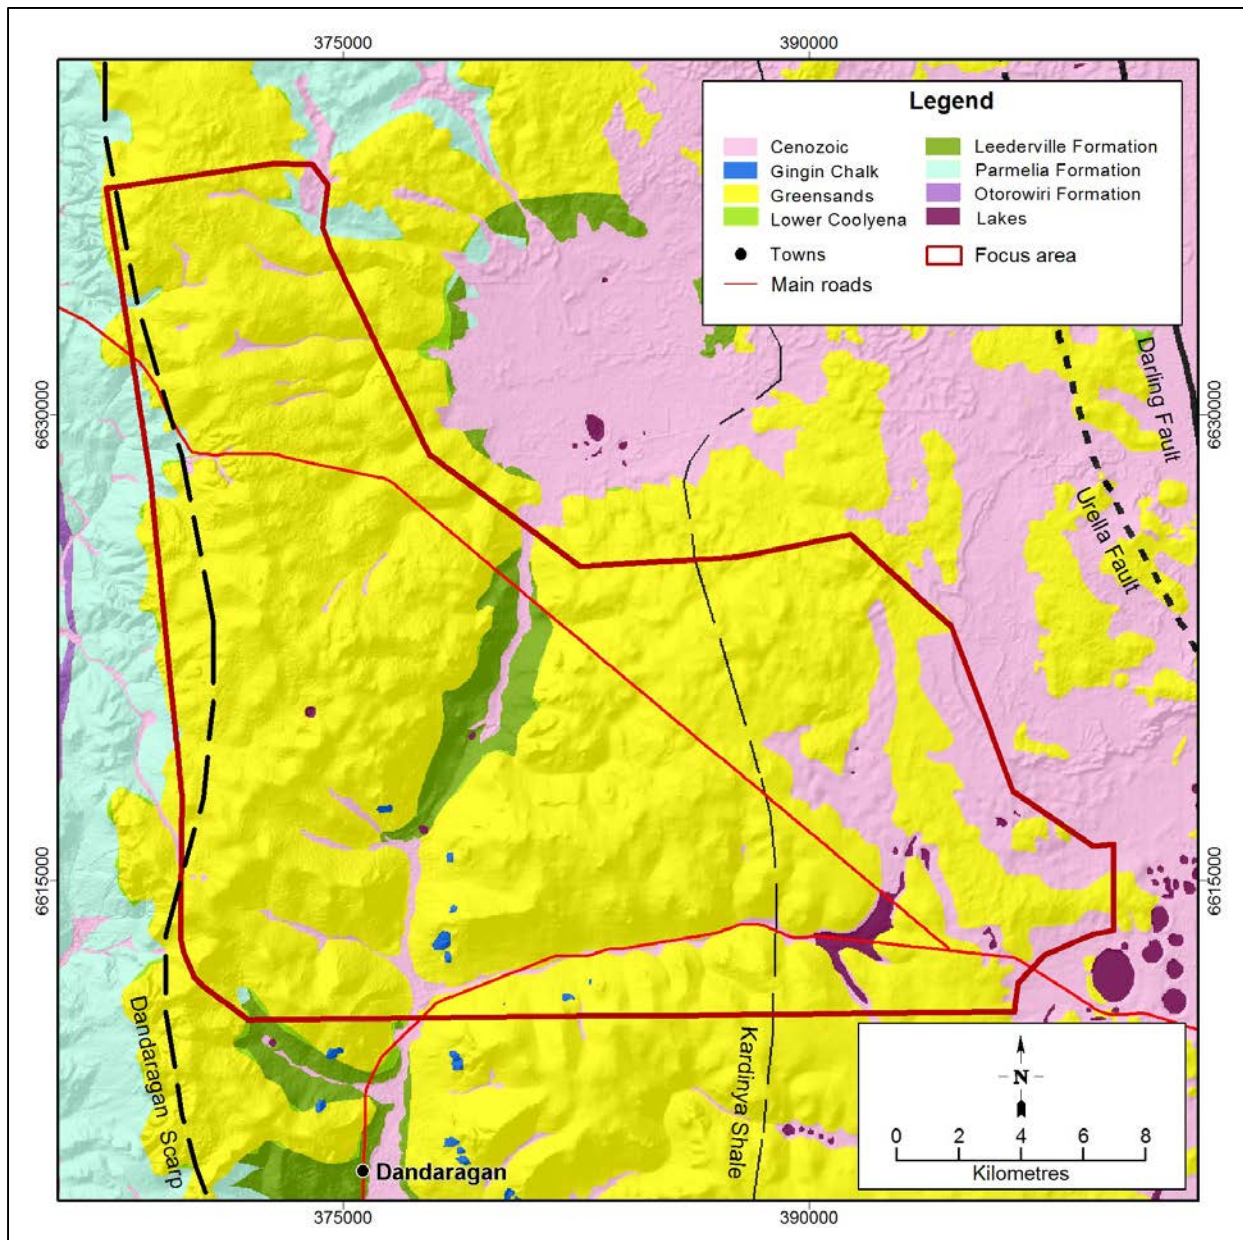 375000
390000
Legend
Cenozoic
Gingin Chalk
Greensands
Lower Coolyena
Towns
Main roads
Leederville Formation
Parmelia Formation
Otorowiri Formation
Lakes
Focus area
6630000
6630000
Darling Fault
Urella Fault
6615000
6615000
Dandaragan Scarp
Kardinya Shale
Dandaragan
N
0 2 4 6 8
Kilometres
375000
390000